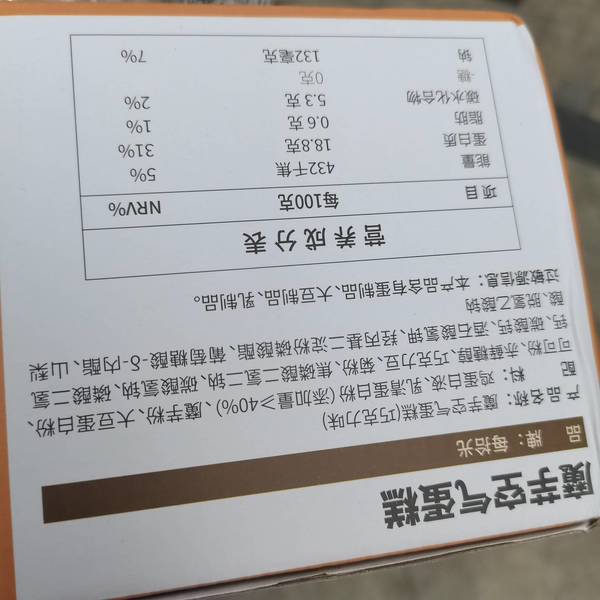 魔芋空气蛋糕
品 牌：每拾光
产品名称：魔芋空气蛋糕(巧克力味)
配 料：鸡蛋白液、乳清蛋白粉 (添加量≥40%)、魔芋粉、大豆蛋白粉、
可可粉、赤藓糖醇、巧克力豆、菊粉、焦磷酸二氢二钠、碳酸氢钠、磷酸二氢
钙、碳酸钙、酒石酸氢钾、羟丙基二淀粉磷酸酯、葡萄糖酸-δ-内酯、山梨
酸、脱氢乙酸钠
过敏源信息：本产品含有蛋制品、大豆制品、乳制品。
营养成分表
项目 每100克 NRV%
能量 432千焦 5%
蛋白质 18.8克 31%
脂肪 0.6 克 1%
碳水化合物 5.3 克 2%
-糖 0克
钠 132毫克 7%